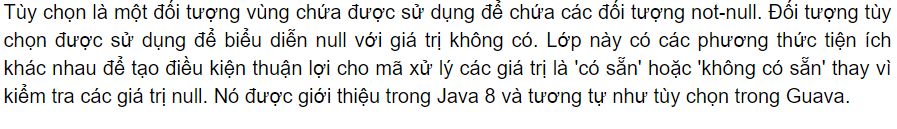 Tùy chọn là một đối tượng vùng chứa được sử dụng để chứa các đối tượng not-null. Đối tượng tùy
chọn được sử dụng để biểu diễn null với giá trị không có. Lớp này có các phương thức tiện ích
khác nhau để tạo điều kiện thuận lợi cho mã xử lý các giá trị là 'có sẵn' hoặc 'không có sẵn' thay vì
kiểm tra các giá trị null. Nó được giới thiệu trong Java 8 và tương tự như tùy chọn trong Guava.